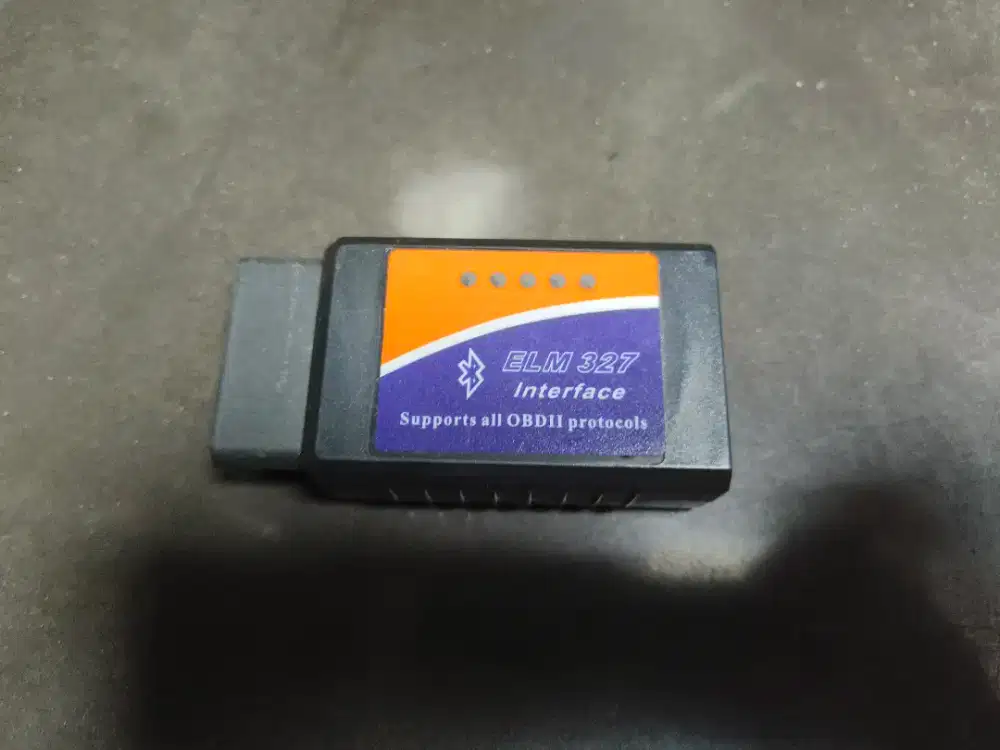 ELM 327
Interface
Supports all OBDII protocols